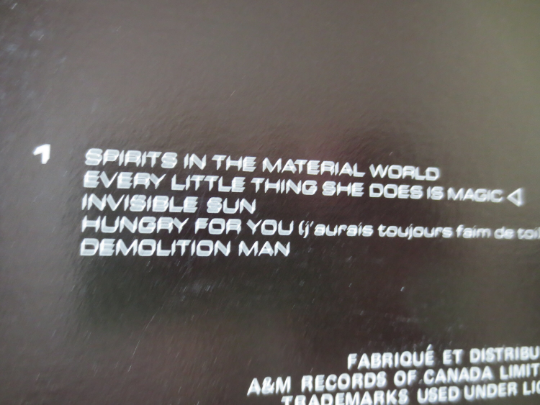 1
SPIRITS IN THE MATERIAL WORLD
EVERY LITTLE THING SHE DOES IS MAGIC
INVISIBLE SUN
HUNGRY FOR YOU (j'aurais toujours faim de toi
DEMOLITION MAN
FABRIQUÉ ET DISTRIBU
A&M RECORDS OF CANADA LIMIT
TRADEMARKS USED UNDER LI